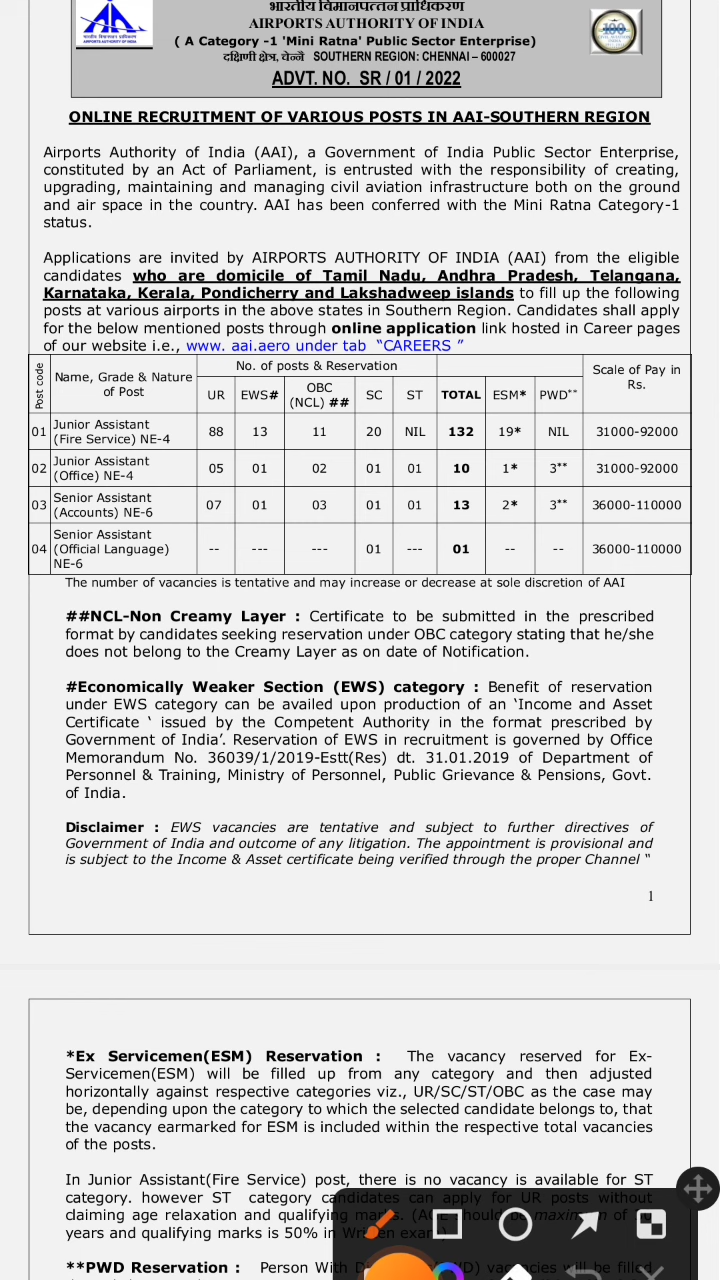 भारतीय विमानपत्तन प्राधिकरण
AIRPORTS AUTHORITY OF INDIA
( A Category -1 'Mini Ratna' Public Sector Enterprise)
दक्षिणी क्षेत्र, चेन्नै SOUTHERN REGION: CHENNAI – 600027
ADVT. NO. SR / 01 / 2022
ONLINE RECRUITMENT OF VARIOUS POSTS IN AAI-SOUTHERN REGION
Airports Authority of India (AAI), a Government of India Public Sector Enterprise,
constituted by an Act of Parliament, is entrusted with the responsibility of creating,
upgrading, maintaining and managing civil aviation infrastructure both on the ground
and air space in the country. AAI has been conferred with the Mini Ratna Category-1
status.
Applications are invited by AIRPORTS AUTHORITY OF INDIA (AAI) from the eligible
candidates who are domicile of Tamil Nadu, Andhra Pradesh, Telangana,
Karnataka, Kerala, Pondicherry and Lakshadweep islands to fill up the following
posts at various airports in the above states in Southern Region. Candidates shall apply
for the below mentioned posts through online application link hosted in Career pages
of our website i.e., www. aai.aero under tab “CAREERS ”
Post code
Name, Grade & Nature
of Post
No. of posts & Reservation
Scale of Pay in
Rs.
UR EWS# OBC
(NCL) ## SC ST TOTAL ESM* PWD**
01 Junior Assistant
(Fire Service) NE-4 88 13 11 20 NIL 132 19* NIL 31000-92000
02 Junior Assistant
(Office) NE-4 05 01 02 01 01 10 1* 3** 31000-92000
03 Senior Assistant
(Accounts) NE-6 07 01 03 01 01 13 2* 3** 36000-110000
04 Senior Assistant
(Official Language)
NE-6 -- --- --- 01 --- 01 -- -- 36000-110000
The number of vacancies is tentative and may increase or decrease at sole discretion of AAI
##NCL-Non Creamy Layer : Certificate to be submitted in the prescribed
format by candidates seeking reservation under OBC category stating that he/she
does not belong to the Creamy Layer as on date of Notification.
#Economically Weaker Section (EWS) category : Benefit of reservation
under EWS category can be availed upon production of an ‘Income and Asset
Certificate ‘ issued by the Competent Authority in the format prescribed by
Government of India’. Reservation of EWS in recruitment is governed by Office
Memorandum No. 36039/1/2019-Estt(Res) dt. 31.01.2019 of Department of
Personnel & Training, Ministry of Personnel, Public Grievance & Pensions, Govt.
of India.
Disclaimer : EWS vacancies are tentative and subject to further directives of
Government of India and outcome of any litigation. The appointment is provisional and
is subject to the Income & Asset certificate being verified through the proper Channel “
1
*Ex Servicemen(ESM) Reservation : The vacancy reserved for Ex-
Servicemen(ESM) will be filled up from any category and then adjusted
horizontally against respective categories viz., UR/SC/ST/OBC as the case may
be, depending upon the category to which the selected candidate belongs to, that
the vacancy earmarked for ESM is included within the respective total vacancies
of the posts.
In Junior Assistant(Fire Service) post, there is no vacancy is available for ST
category. however ST category candidates can apply for UR posts without
claiming age relaxation and qualifying marks. should maximum of
years and qualifying marks is 50% in Written exam
**PWD Reservation : Person With vacancies will be filled